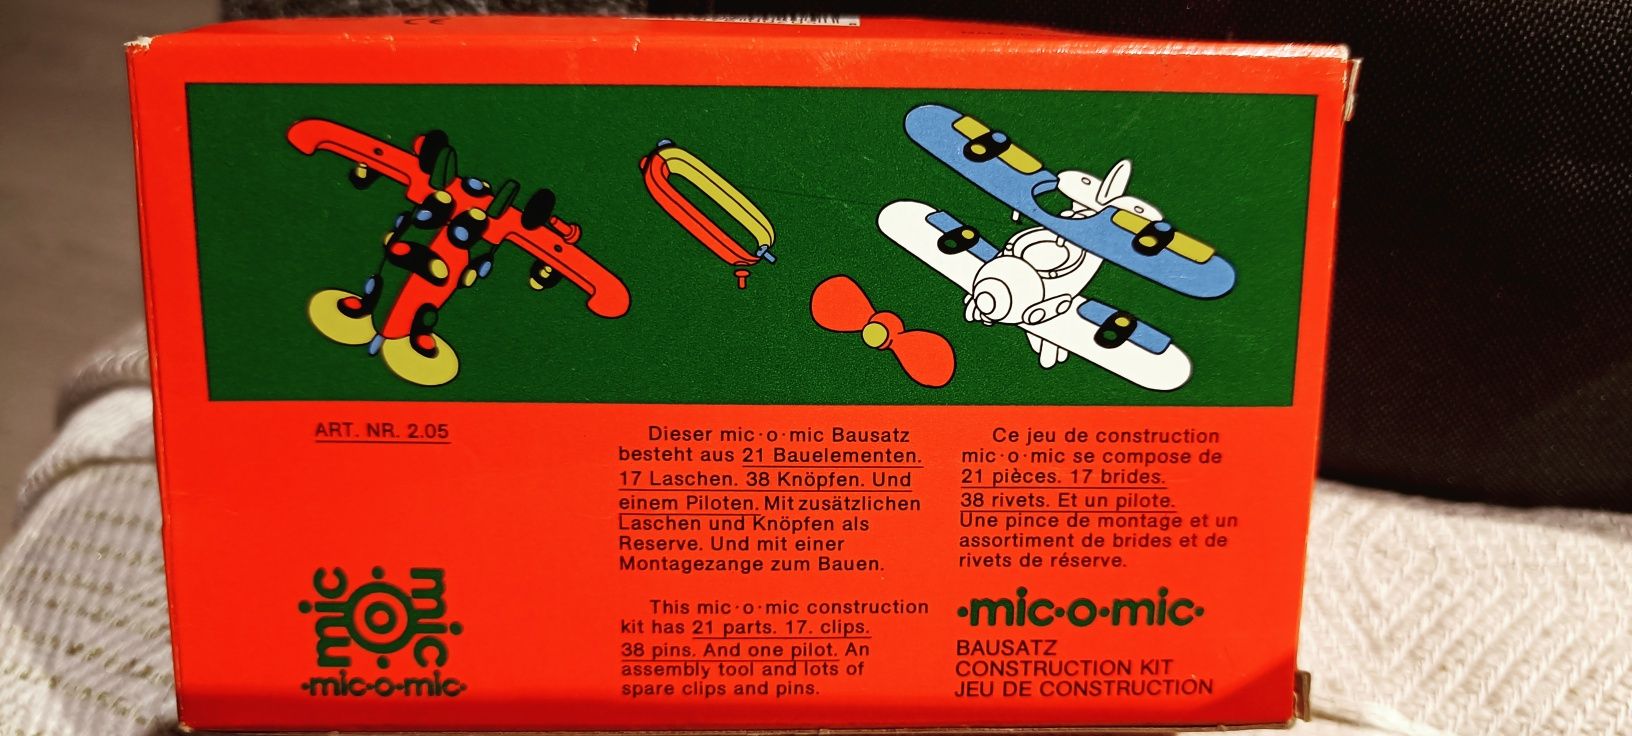 CE
ART. NR. 2.05
Dieser mic·o·mic Bausatz
besteht aus 21 Bauelementen.
17 Laschen. 38 Knöpfen. Und
einem Piloten. Mit zusätzlichen
Laschen und Knöpfen als
Reserve. Und mit einer
Montagezange zum Bauen.
This mic·o·mic construction
kit has 21 parts. 17. clips.
38 pins. And one pilot. An
assembly tool and lots of
spare clips and pins.
Ce jeu de construction
mic·o·mic se compose de
21 pièces. 17 brides.
38 rivets. Et un pilote.
Une pince de montage et un
assortiment de brides et de
rivets de réserve.
·mic·o·mic·
BAUSATZ
CONSTRUCTION KIT
JEU DE CONSTRUCTION
mic
mic
·mic·o·mic·